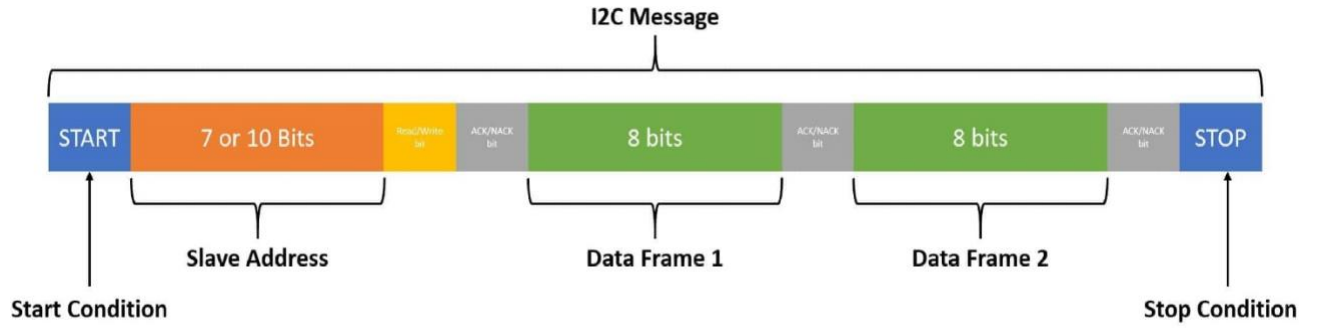 I2C Message
START
7 or 10 Bits
Read/Write
bit
ACK/NACK
bit
8 bits
ACK/NACK
bit
8 bits
ACK/NACK
bit
STOP
Slave Address
Data Frame 1
Data Frame 2
Start Condition
Stop Condition